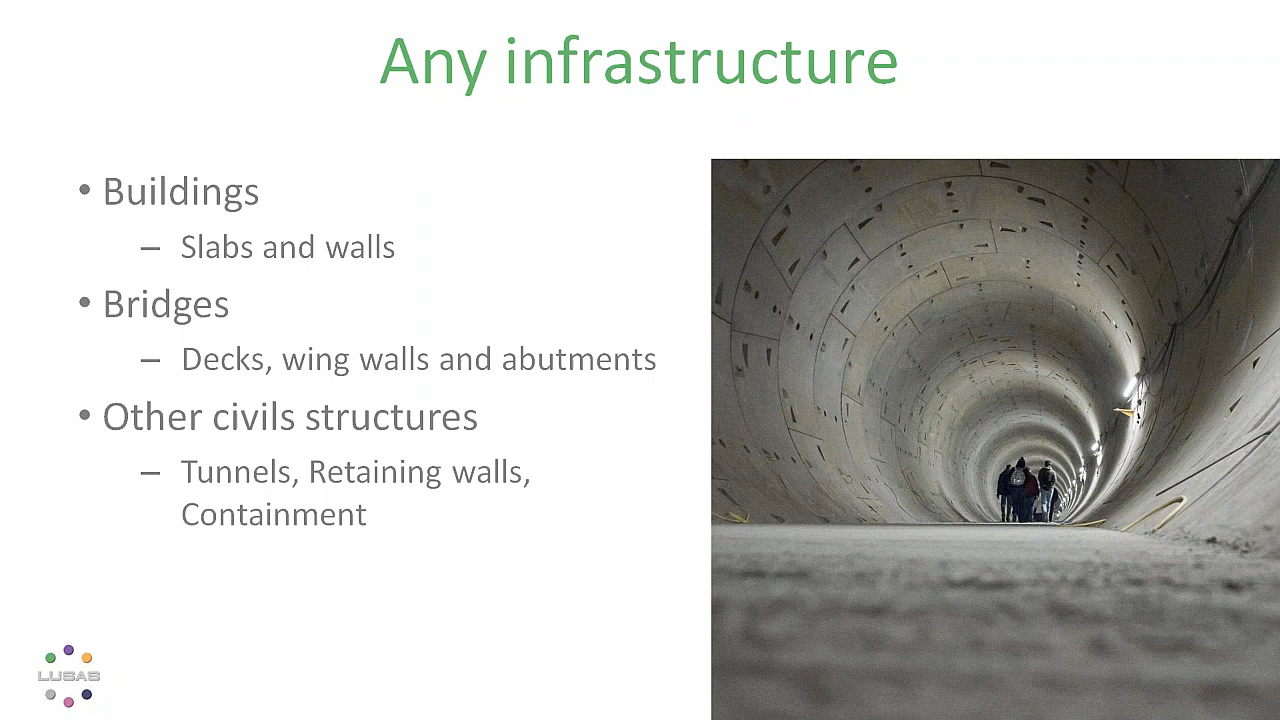 Any infrastructure
• Buildings
– Slabs and walls
• Bridges
– Decks, wing walls and abutments
• Other civils structures
– Tunnels, Retaining walls,
Containment
LUSAS